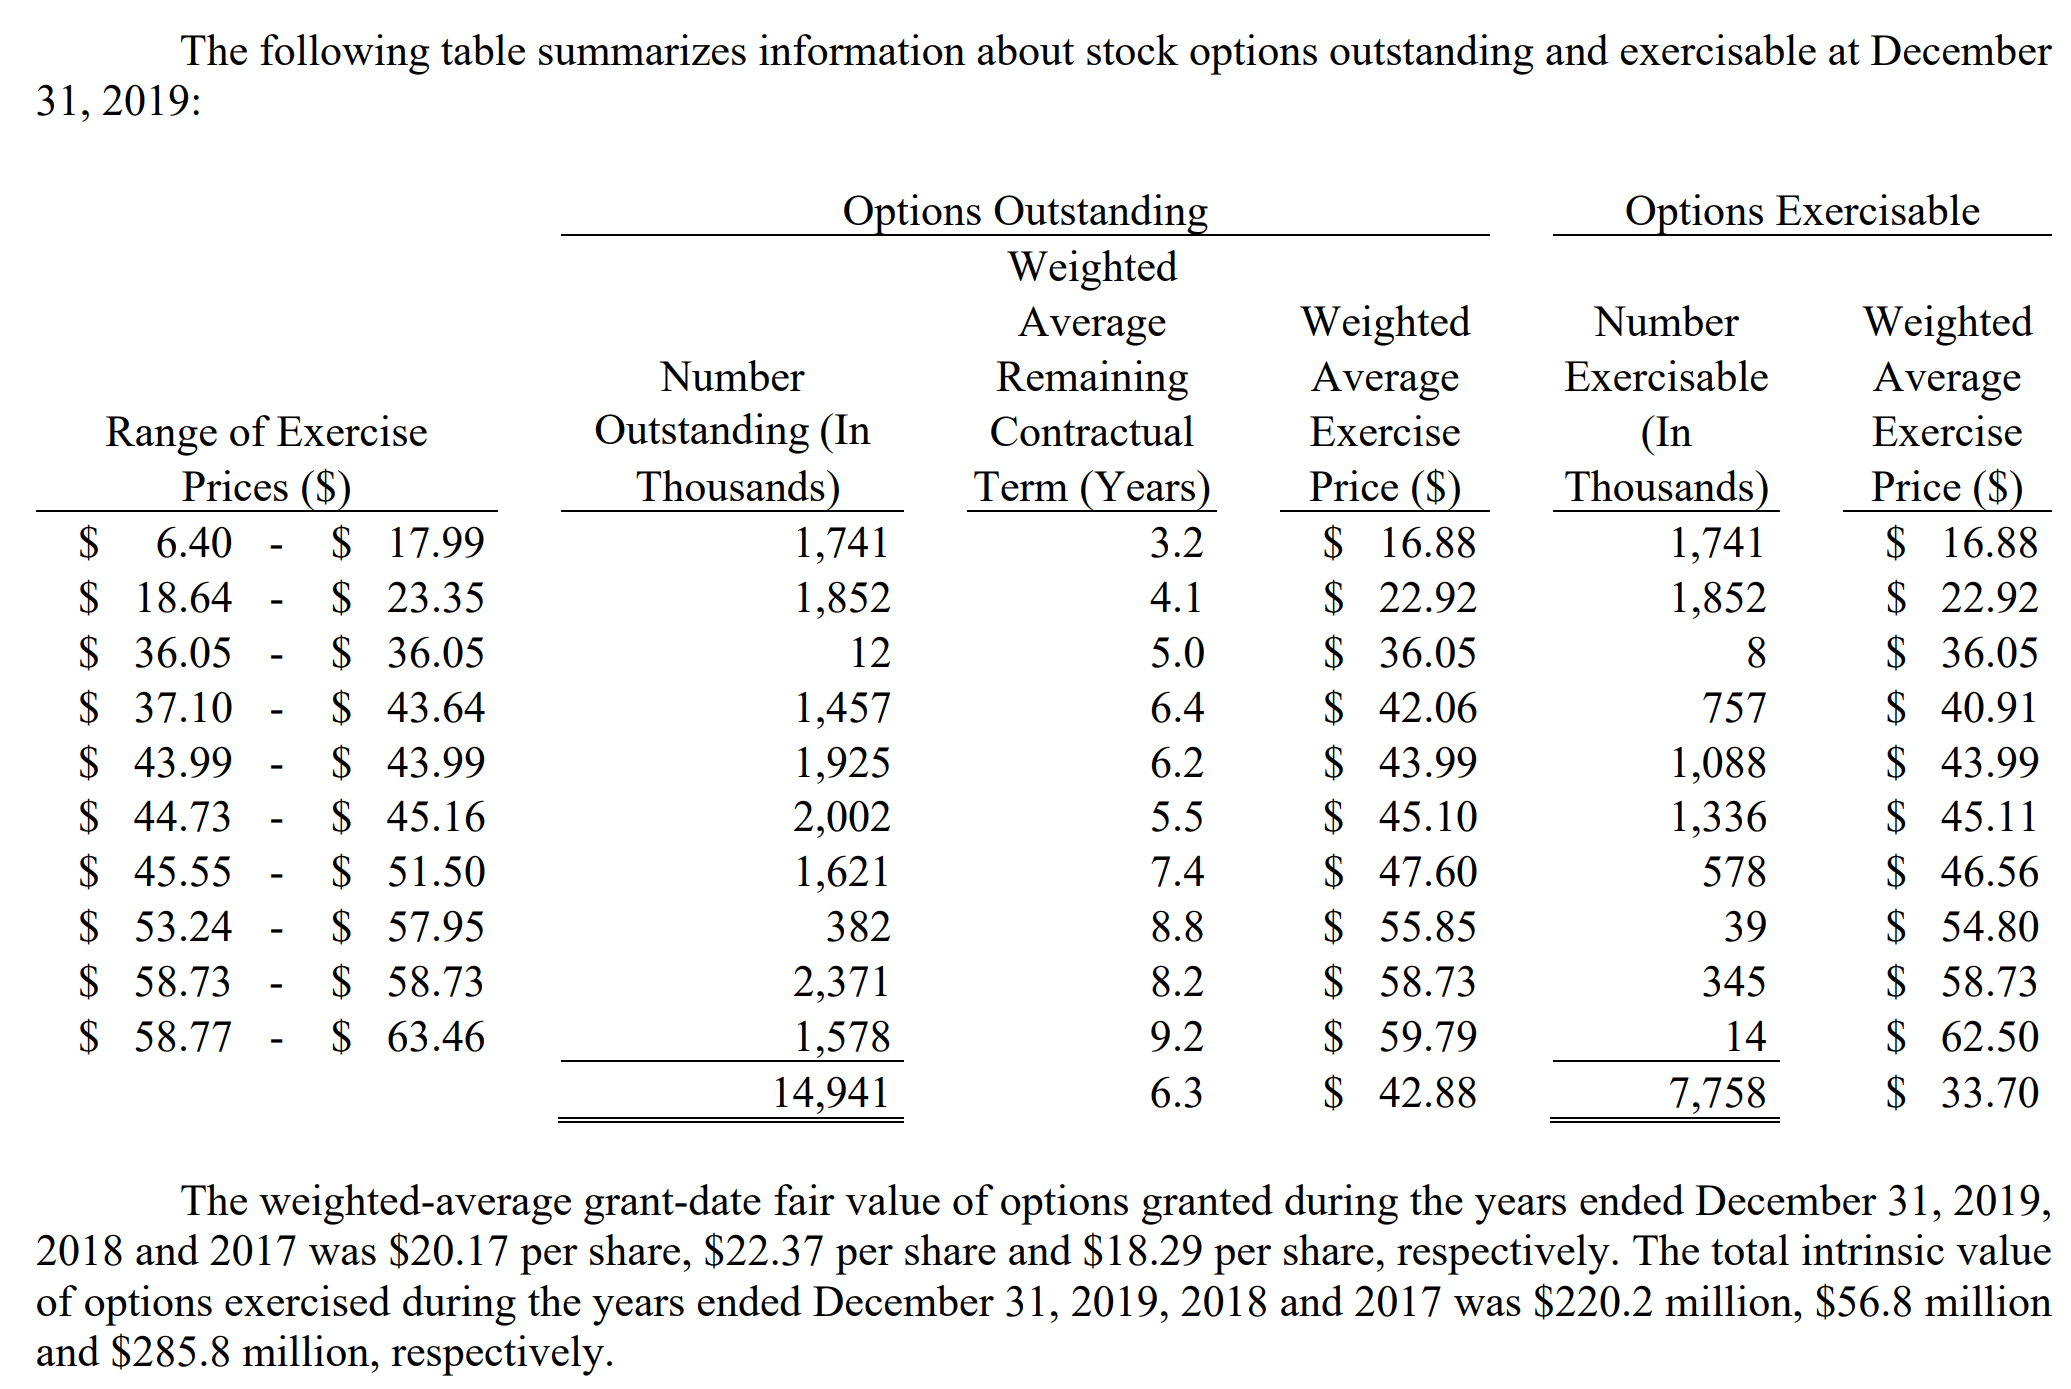 The following table summarizes information about stock options outstanding and exercisable at December
31, 2019:
Options Outstanding Options Exercisable
Weighted
Average Weighted Number Weighted
Number Remaining Average Exercisable Average
Range of Exercise Outstanding (In Contractual Exercise (In Exercise
Prices ($) Thousands) Term (Years) Price ($) Thousands) Price ($)
$ 6.40 - $ 17.99 1,741 3.2 $ 16.88 1,741 $ 16.88
$ 18.64 - $ 23.35 1,852 4.1 $ 22.92 1,852 $ 22.92
$ 36.05 - $ 36.05 12 5.0 $ 36.05 8 $ 36.05
$ 37.10 - $ 43.64 1,457 6.4 $ 42.06 757 $ 40.91
$ 43.99 - $ 43.99 1,925 6.2 $ 43.99 1,088 $ 43.99
$ 44.73 - $ 45.16 2,002 5.5 $ 45.10 1,336 $ 45.11
$ 45.55 - $ 51.50 1,621 7.4 $ 47.60 578 $ 46.56
$ 53.24 - $ 57.95 382 8.8 $ 55.85 39 $ 54.80
$ 58.73 - $ 58.73 2,371 8.2 $ 58.73 345 $ 58.73
$ 58.77 - $ 63.46 1,578 9.2 $ 59.79 14 $ 62.50
14,941 6.3 $ 42.88 7,758 $ 33.70
The weighted-average grant-date fair value of options granted during the years ended December 31, 2019,
2018 and 2017 was $20.17 per share, $22.37 per share and $18.29 per share, respectively. The total intrinsic value
of options exercised during the years ended December 31, 2019, 2018 and 2017 was $220.2 million, $56.8 million
and $285.8 million, respectively.